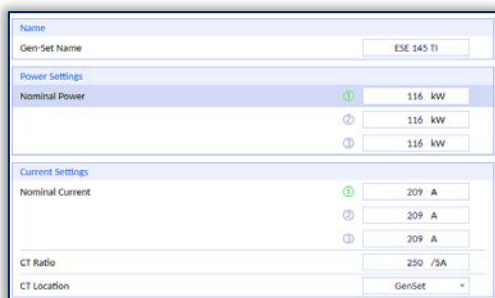 Name
Gen-Set Name ESE 145 TI
Power Settings
Nominal Power ① 116 kW
② 116 kW
③ 116 kW
Current Settings
Nominal Current ① 209 A
② 209 A
③ 209 A
CT Ratio 250 /5A
CT Location GenSet